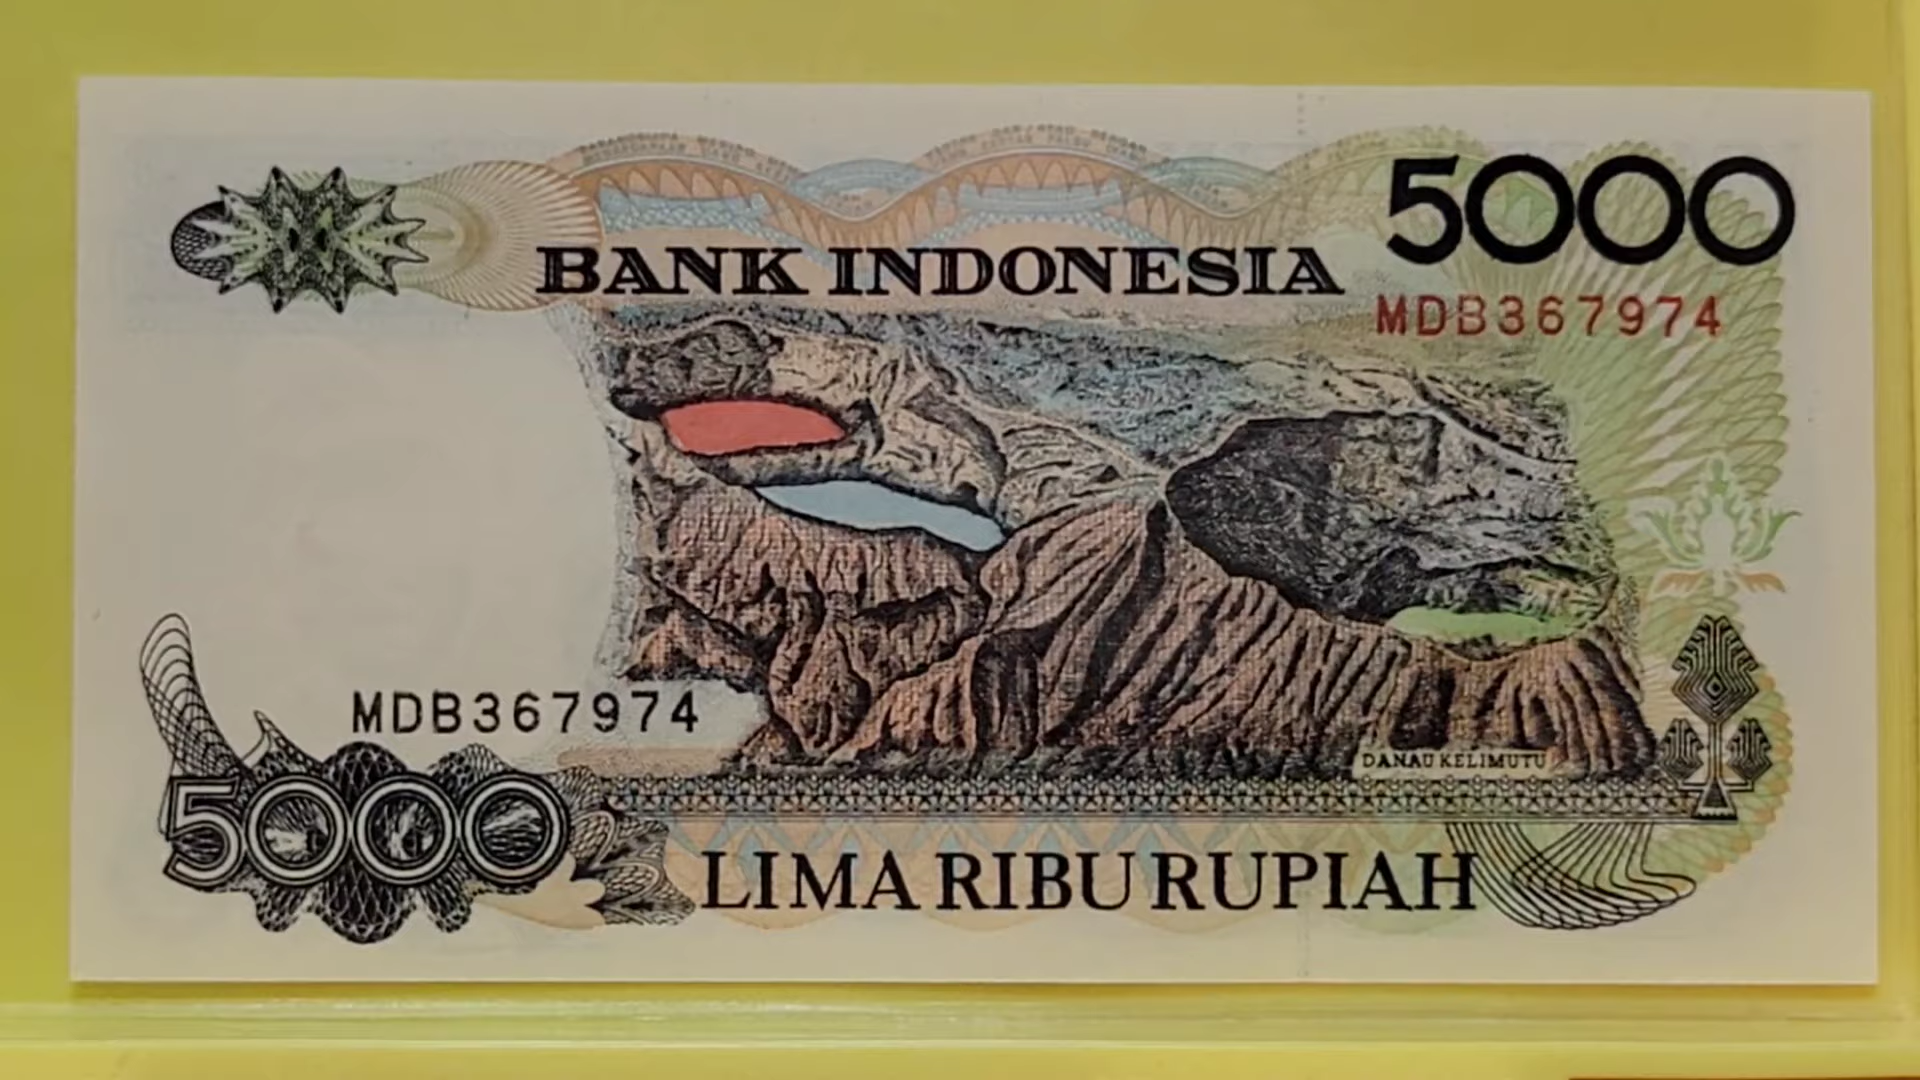 5000
BANK INDONESIA
MDB367974
MDB367974
DANAU KELIMUTU
5000
LIMA RIBU RUPIAH